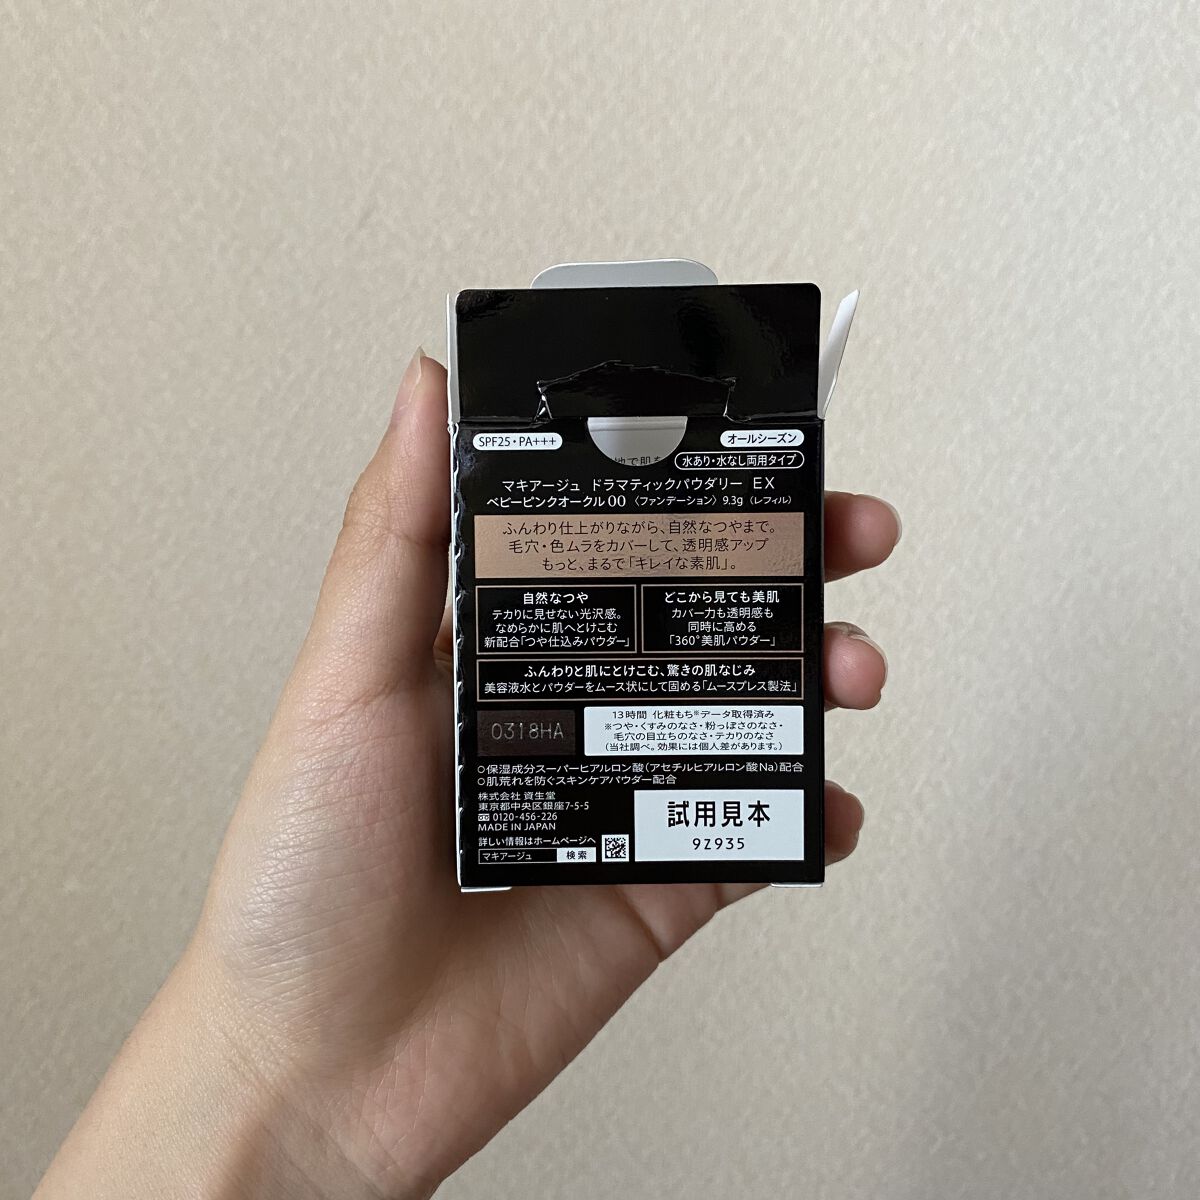 SPF25・PA+++
オールシーズン
地で肌を
水あり・水なし両用タイプ
マキアージュ ドラマティックパウダリー EX
ベビーピンクオークル00 〈ファンデーション〉 9.3g 〈レフィル〉
ふんわり仕上がりながら、自然なつやまで。
毛穴・色ムラをカバーして、透明感アップ
もっと、まるで「キレイな素肌」。
自然なつや
テカりに見せない光沢感。
なめらかに肌へとけこむ
新配合「つや仕込みパウダー」
どこから見ても美肌
カバー力も透明感も
同時に高める
「360°美肌パウダー」
ふんわりと肌にとけこむ、驚きの肌なじみ
美容液水とパウダーをムース状にして固める「ムースプレス製法」
0318HA
13時間 化粧もち※データ取得済み
※つや・くすみのなさ・粉っぽさのなさ・
毛穴の目立ちのなさ・テカりのなさ
(当社調べ。効果には個人差があります。)
○保湿成分スーパーヒアルロン酸(アセチルヒアルロン酸Na)配合
○肌荒れを防ぐスキンケアパウダー配合
株式会社 資生堂
東京都中央区銀座7-5-5
0120-456-226
MADE IN JAPAN
詳しい情報はホームページへ
マキアージュ 検索
試用見本
9Z935